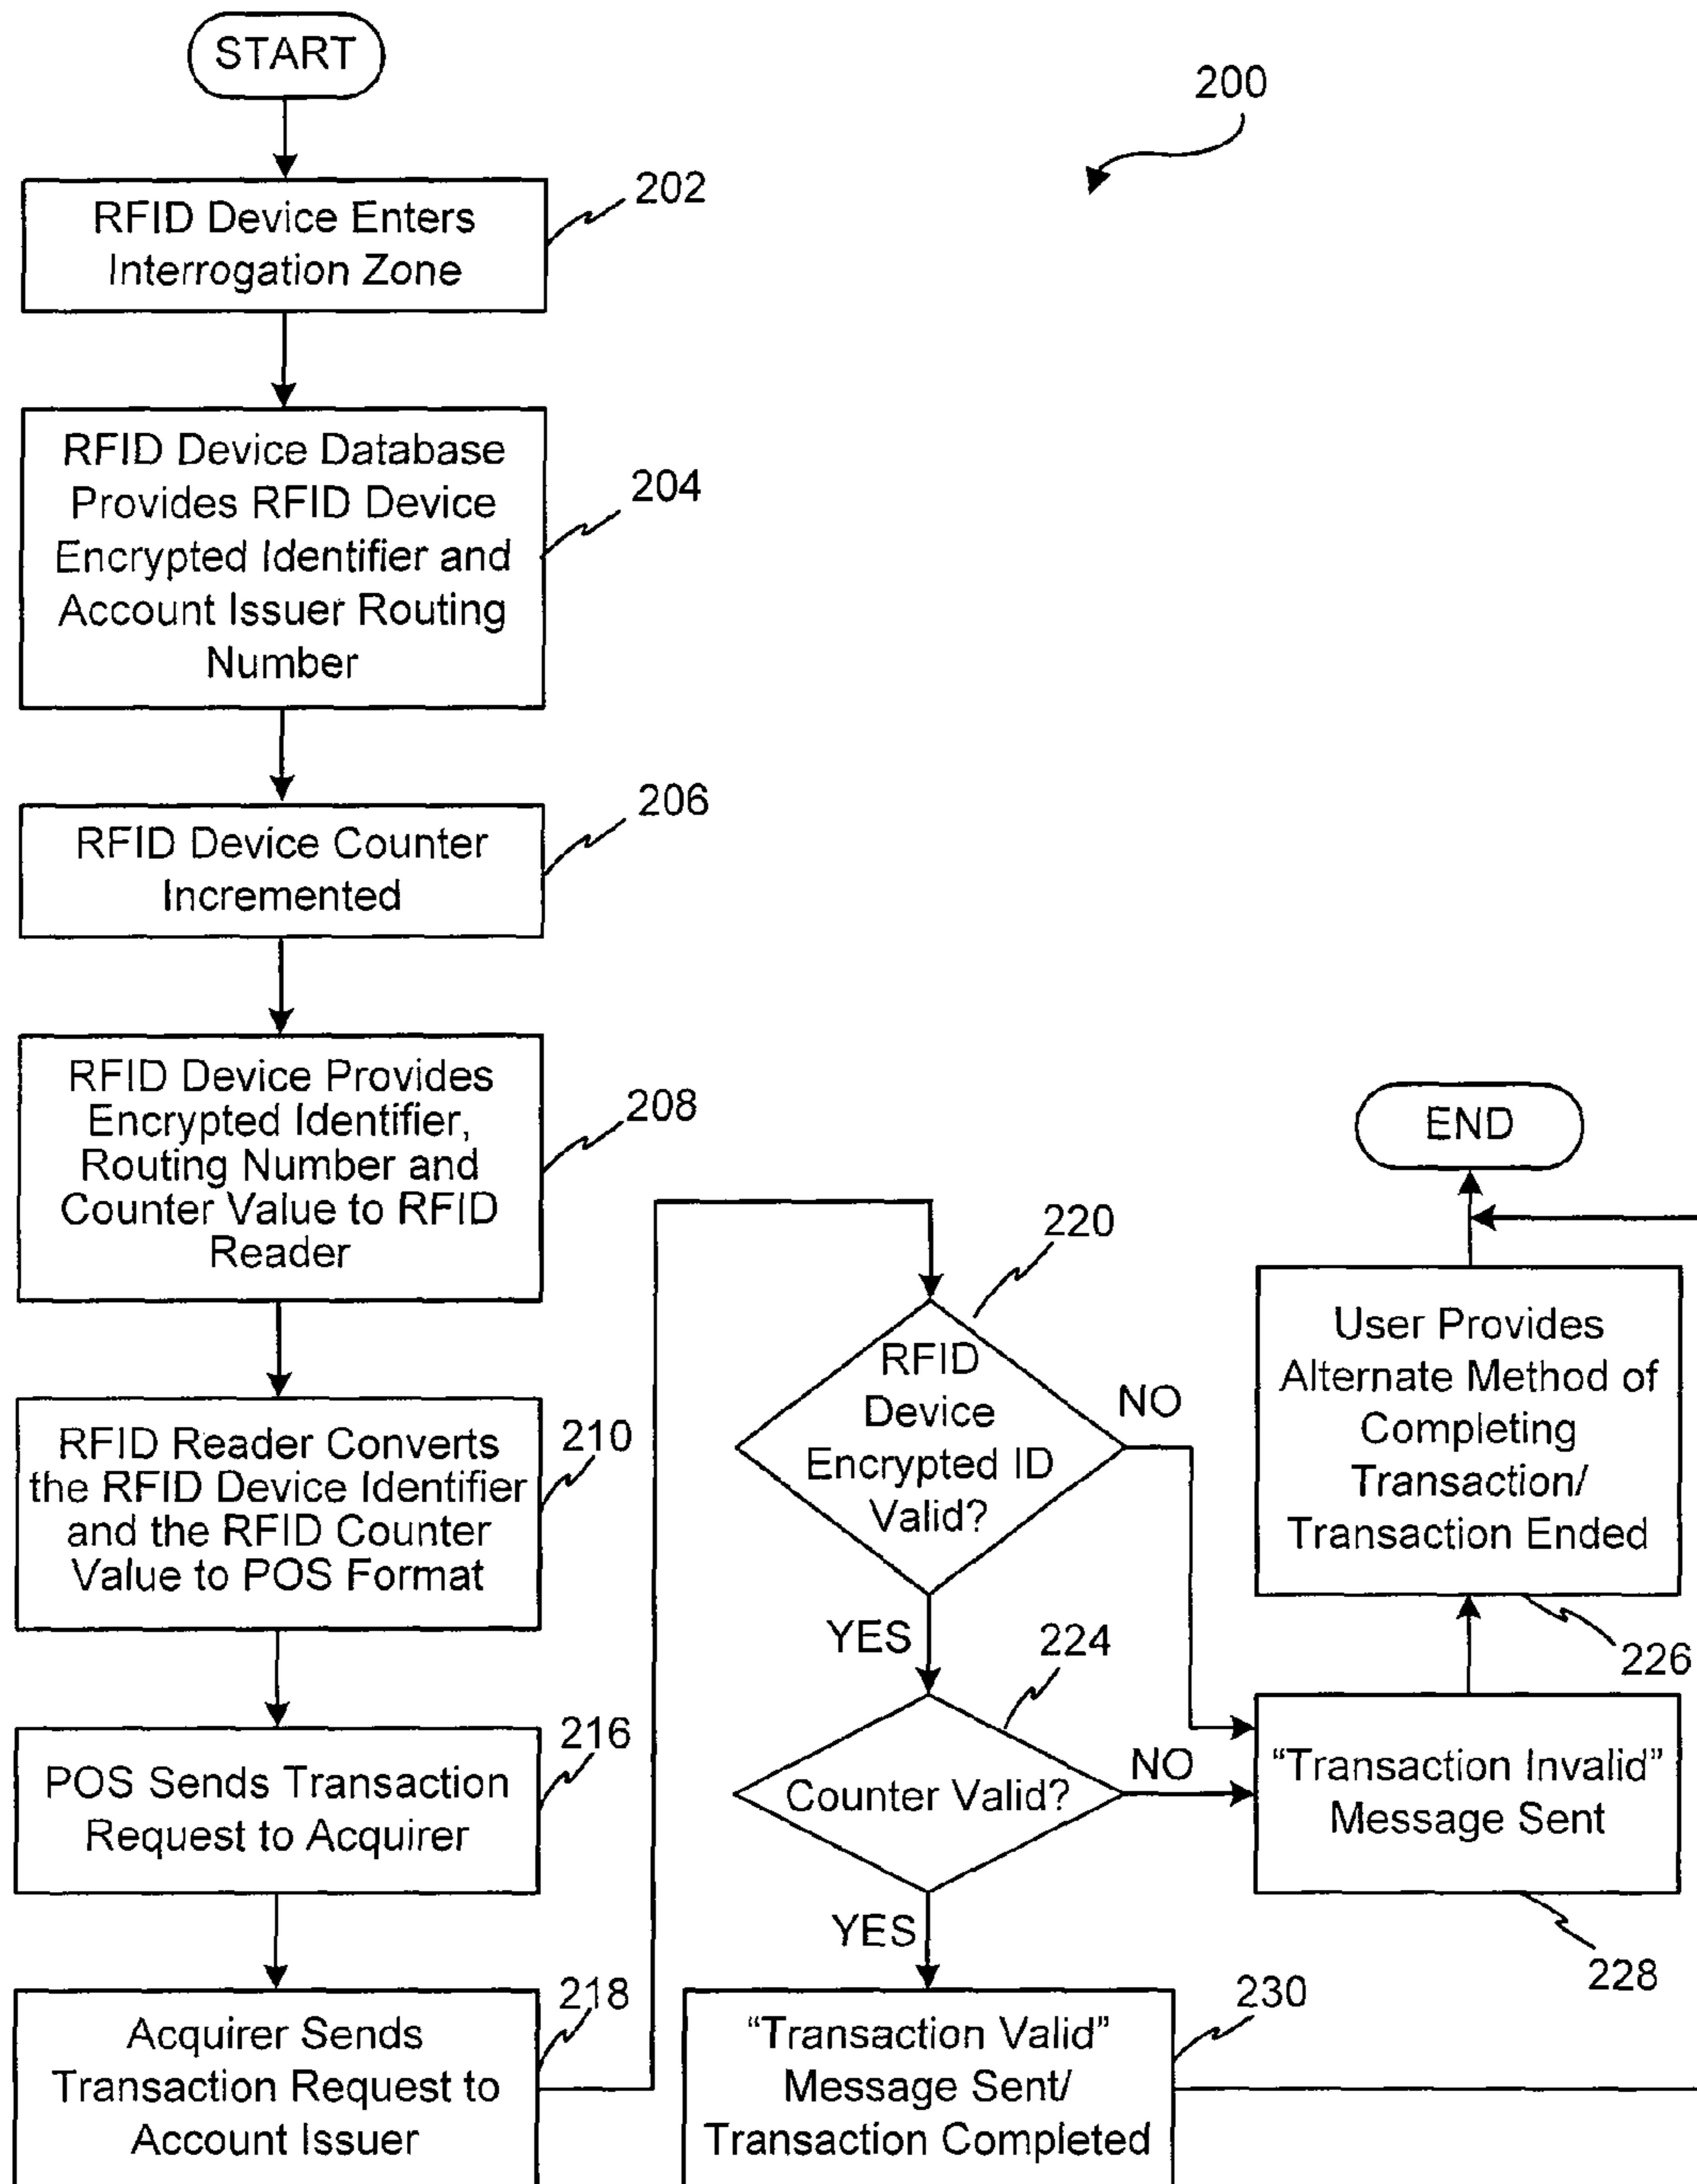 START
200
RFID Device Enters
Interrogation Zone
202
RFID Device Database
Provides RFID Device
Encrypted Identifier and
Account Issuer Routing
Number
204
RFID Device Counter
Incremented
206
RFID Device Provides
Encrypted Identifier,
Routing Number and
Counter Value to RFID
Reader
208
RFID Reader Converts
the RFID Device Identifier
and the RFID Counter
Value to POS Format
210
POS Sends Transaction
Request to Acquirer
216
Acquirer Sends
Transaction Request to
Account Issuer
218
RFID
Device
Encrypted ID
Valid?
220
NO
YES
Counter Valid?
224
NO
YES
“Transaction Valid”
Message Sent/
Transaction Completed
230
“Transaction Invalid”
Message Sent
228
User Provides
Alternate Method of
Completing
Transaction/
Transaction Ended
226
END